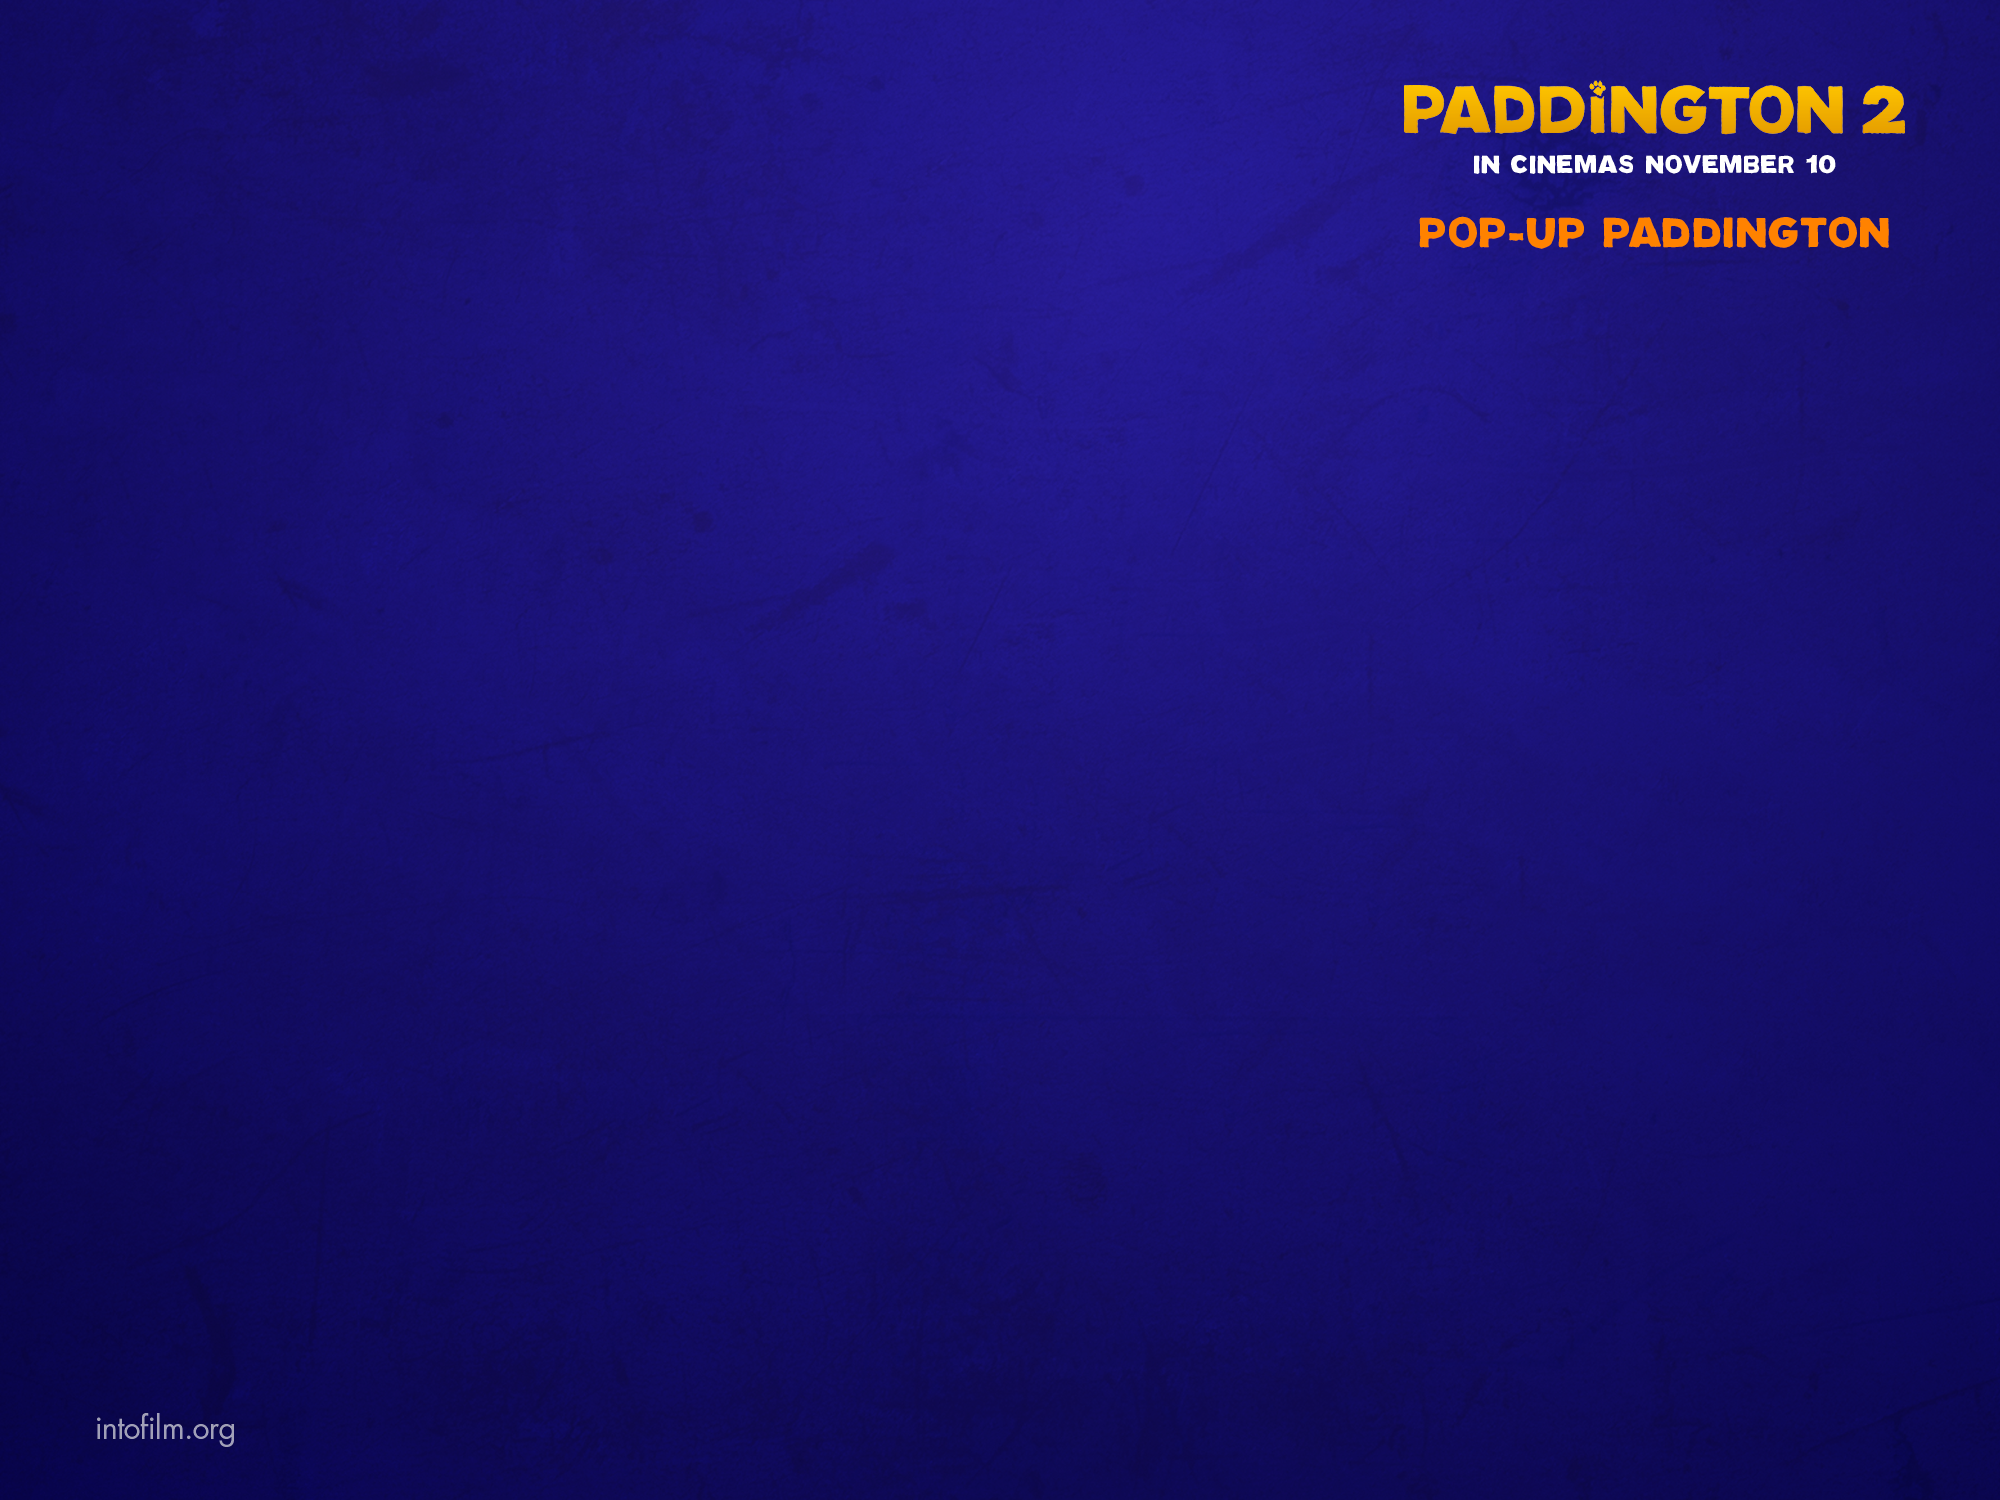 PADDINGTON 2
IN CINEMAS NOVEMBER 10
POP-UP PADDINGTON
intofilm.org